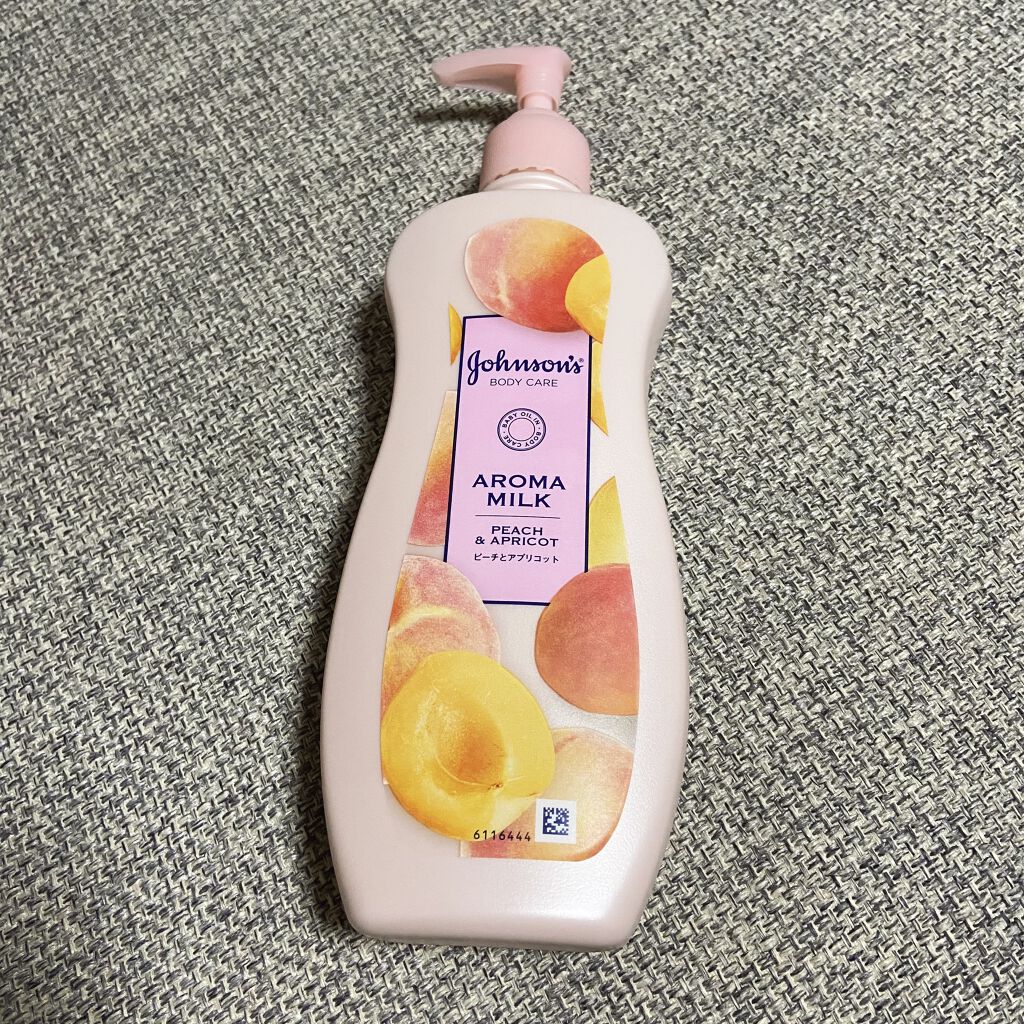 Johnson's®
BODY CARE
BABY OIL IN · BODY CARE ·
AROMA
MILK
PEACH
& APRICOT
ピーチとアプリコット
6116444